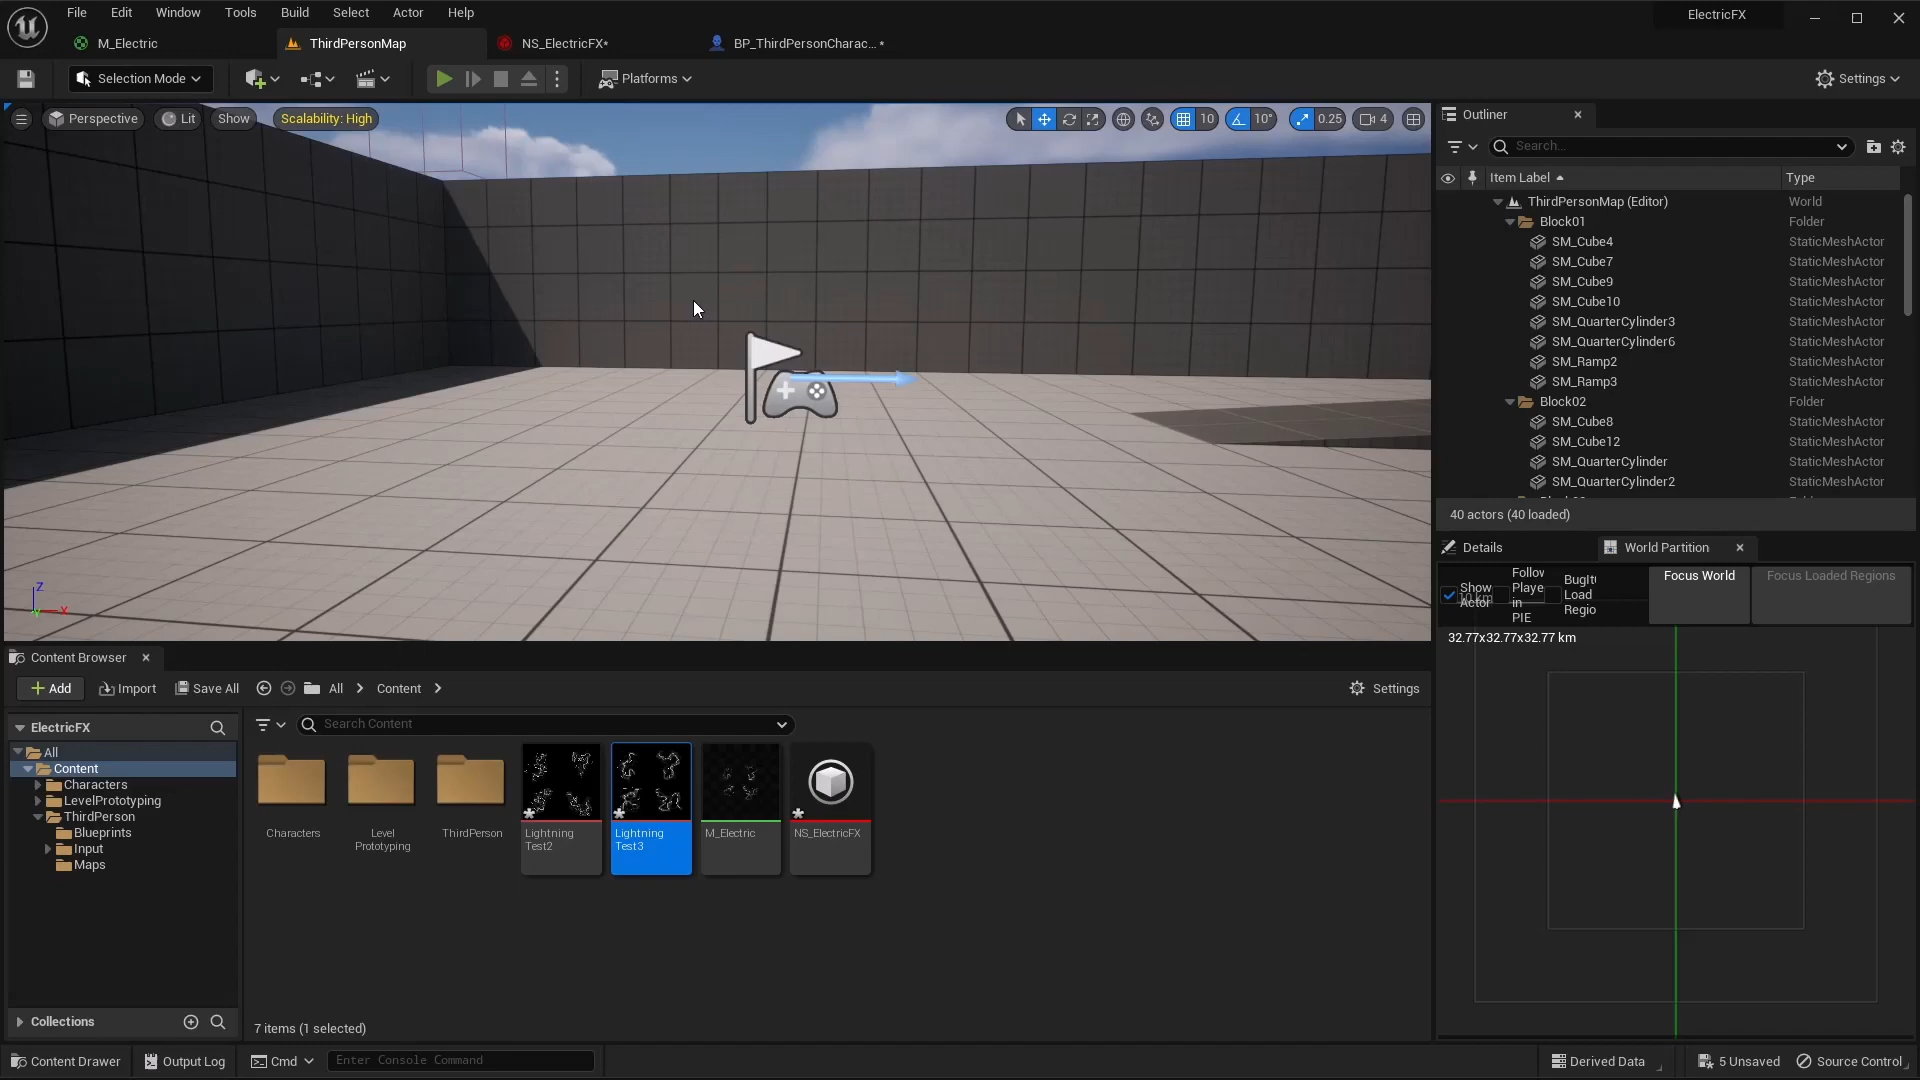 File Edit Window Tools Build Select Actor Help
ElectricFX
M_Electric
ThirdPersonMap
NS_ElectricFX*
BP_ThirdPersonCharac...*
Selection Mode
Platforms
Settings
Perspective
Lit
Show
Scalability: High
10
10°
0.25
4
Outliner
Search...
Item Label
Type
ThirdPersonMap (Editor) World
Block01 Folder
SM_Cube4 StaticMeshActor
SM_Cube7 StaticMeshActor
SM_Cube9 StaticMeshActor
SM_Cube10 StaticMeshActor
SM_QuarterCylinder3 StaticMeshActor
SM_QuarterCylinder6 StaticMeshActor
SM_Ramp2 StaticMeshActor
SM_Ramp3 StaticMeshActor
Block02 Folder
SM_Cube8 StaticMeshActor
SM_Cube12 StaticMeshActor
SM_QuarterCylinder StaticMeshActor
SM_QuarterCylinder2 StaticMeshActor
40 actors (40 loaded)
Details
World Partition
Show
Actor
Follow
Playe
in
PIE
BugIt
Load
Regio
Focus World
Focus Loaded Regions
32.77x32.77x32.77 km
Z
X
Content Browser
Add
Import
Save All
All
Content
Settings
ElectricFX
All
Content
Characters
LevelPrototyping
ThirdPerson
Blueprints
Input
Maps
Collections
Search Content
Characters
Level
Prototyping
ThirdPerson
Lightning
Test2
Lightning
Test3
M_Electric
NS_ElectricFX
7 items (1 selected)
Content Drawer
Output Log
Cmd
Enter Console Command
Derived Data
5 Unsaved
Source Control